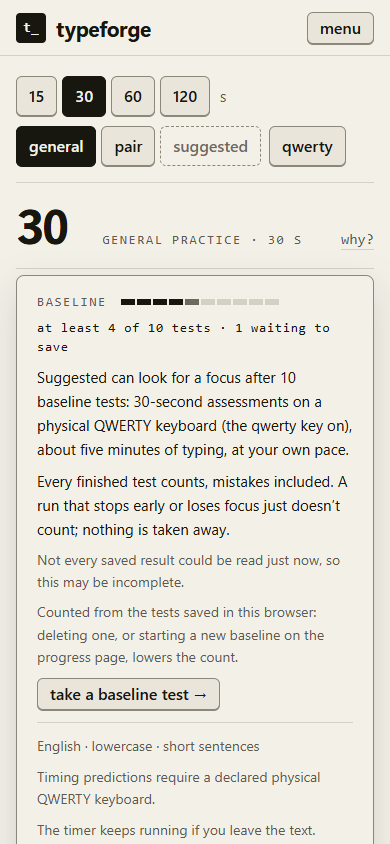 t_ typeforge menu
15 30 60 120 s
general pair suggested qwerty
30 GENERAL PRACTICE · 30 S why?
BASELINE
at least 4 of 10 tests · 1 waiting to
save
Suggested can look for a focus after 10
baseline tests: 30-second assessments on a
physical QWERTY keyboard (the qwerty key on),
about five minutes of typing, at your own pace.
Every finished test counts, mistakes included. A
run that stops early or loses focus just doesn't
count; nothing is taken away.
Not every saved result could be read just now, so
this may be incomplete.
Counted from the tests saved in this browser:
deleting one, or starting a new baseline on the
progress page, lowers the count.
take a baseline test →
English · lowercase · short sentences
Timing predictions require a declared physical
QWERTY keyboard.
The timer keeps running if you leave the text.